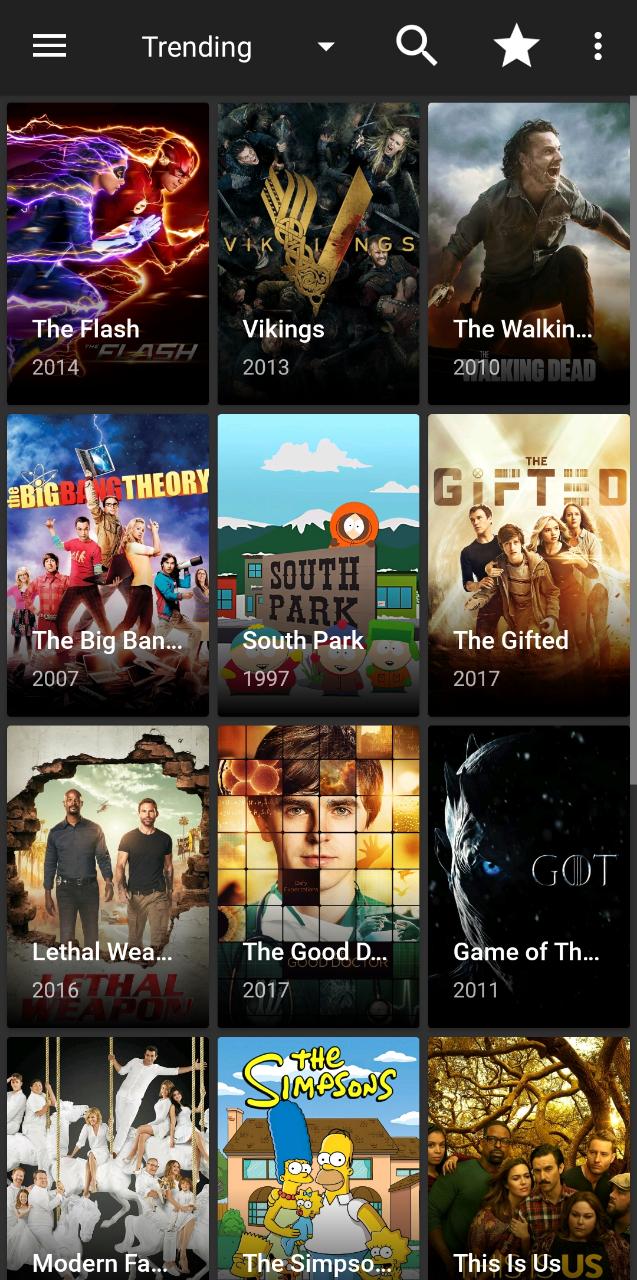 Trending
VIKINGS
The Flash
2014
THE FLASH
Vikings
2013
The Walkin...
2010
THE
WALKING DEAD
the BIG BANG THEORY
THE
GIFTED
SOUTH
PARK
The Big Ban...
2007
South Park
1997
The Gifted
2017
GOT
Lethal Wea...
2016
LETHAL
WEAPON
The Good D...
GOOD DOCTOR
2017
Game of Th...
2011
THE
SIMPSONS
Modern Fa...
The Simpso...
This Is Us
US